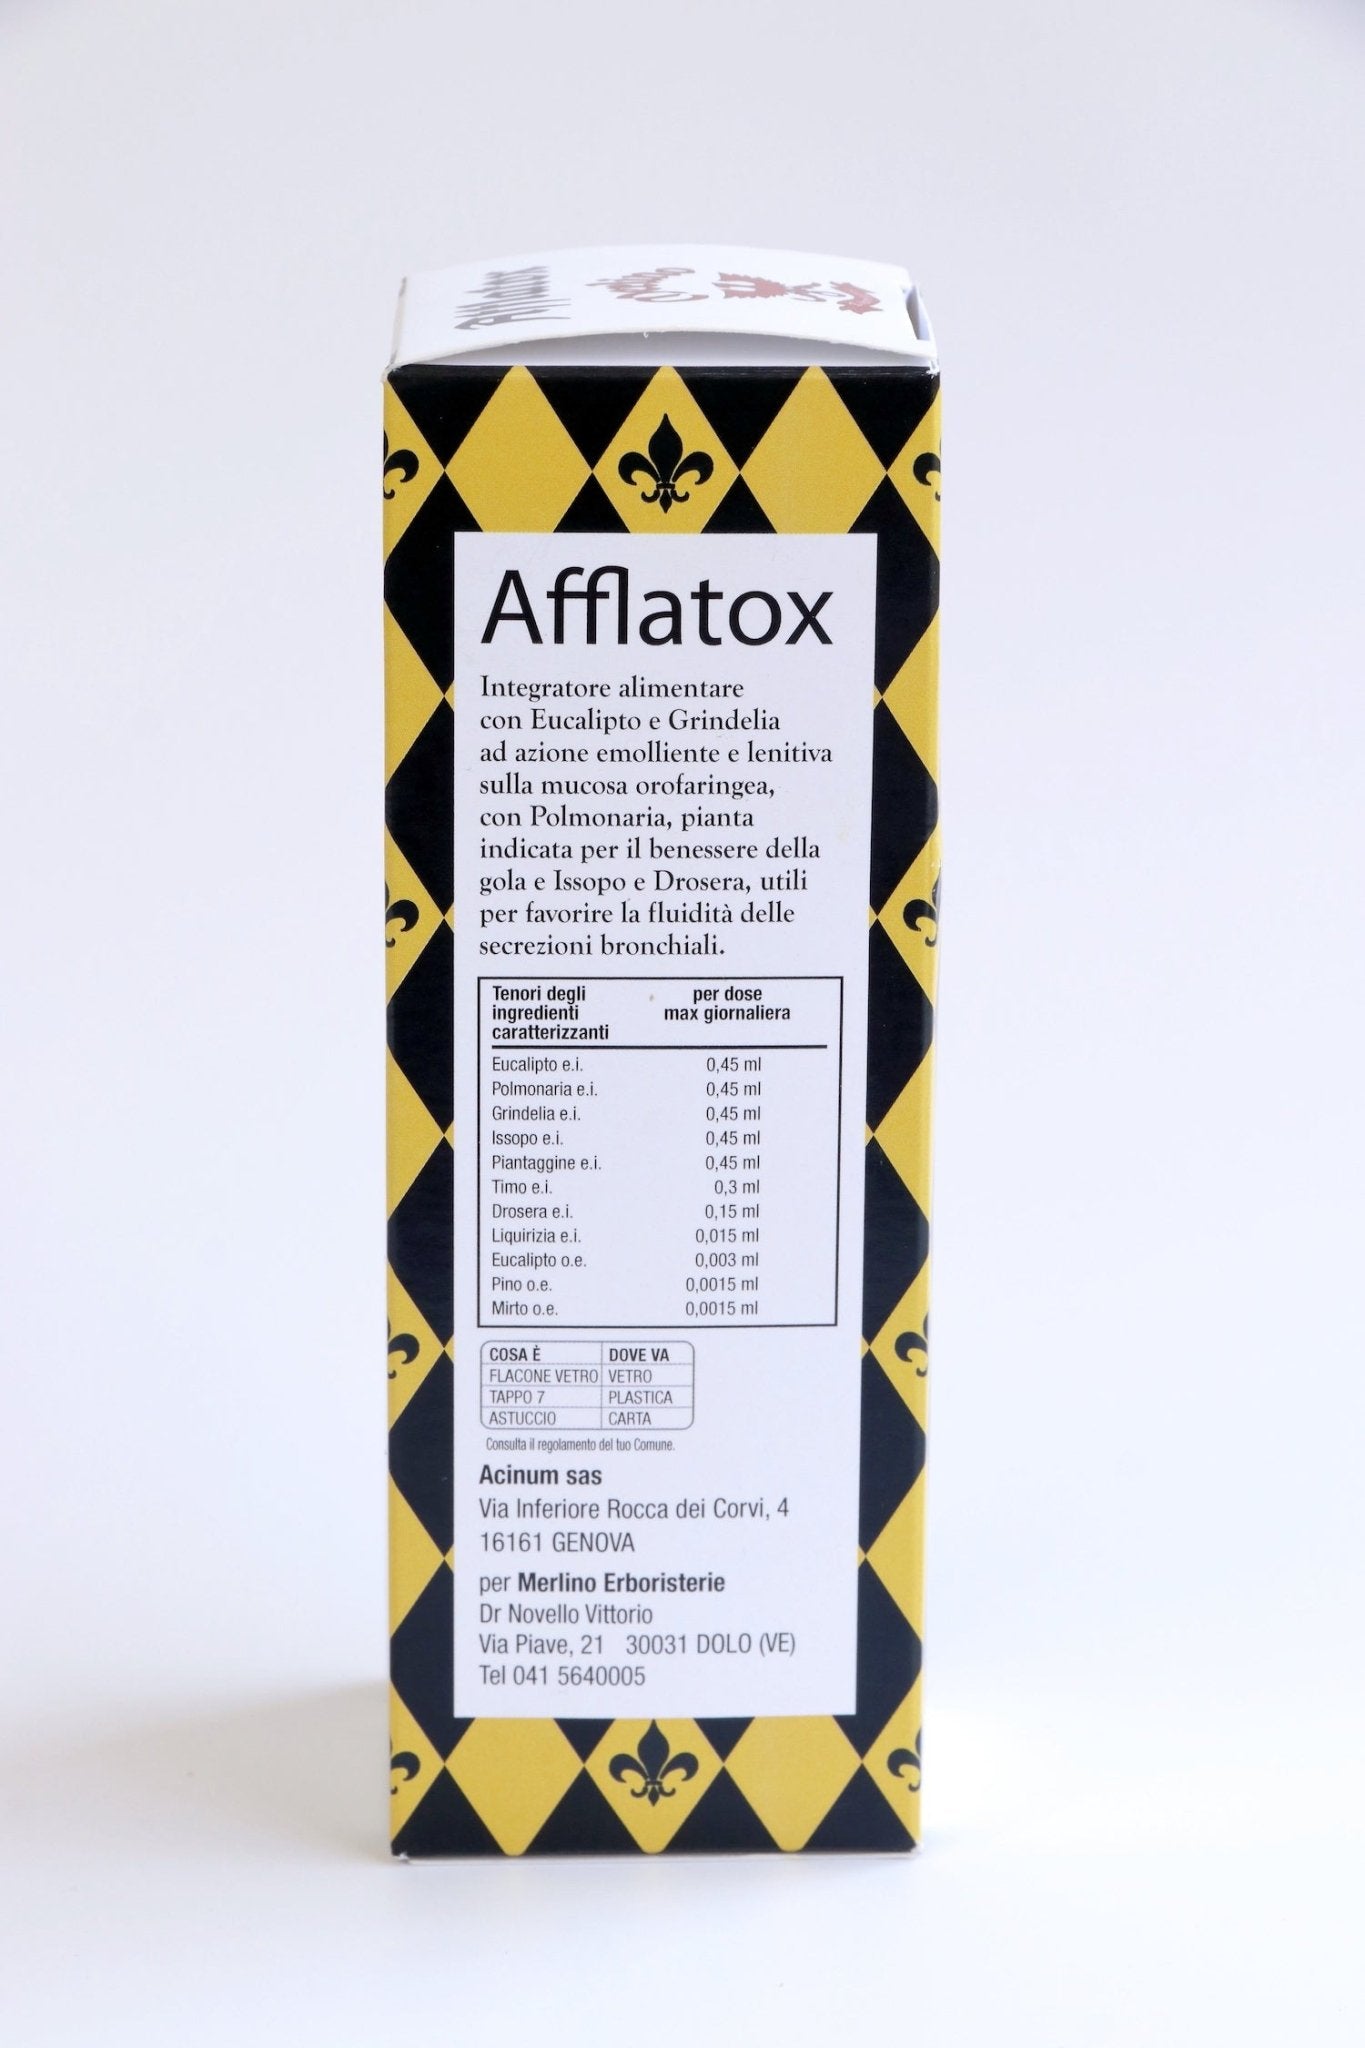 Afflatox
Merlino
Afflatox
Integratore alimentare
con Eucalipto e Grindelia
ad azione emolliente e lenitiva
sulla mucosa orofaringea,
con Polmonaria, pianta
indicata per il benessere della
gola e Issopo e Drosera, utili
per favorire la fluidità delle
secrezioni bronchiali.
Tenori degli per dose
ingredienti max giornaliera
caratterizzanti
Eucalipto e.i. 0,45 ml
Polmonaria e.i. 0,45 ml
Grindelia e.i. 0,45 ml
Issopo e.i. 0,45 ml
Piantaggine e.i. 0,45 ml
Timo e.i. 0,3 ml
Drosera e.i. 0,15 ml
Liquirizia e.i. 0,015 ml
Eucalipto o.e. 0,003 ml
Pino o.e. 0,0015 ml
Mirto o.e. 0,0015 ml
COSA È DOVE VA
FLACONE VETRO VETRO
TAPPO 7 PLASTICA
ASTUCCIO CARTA
Consulta il regolamento del tuo Comune.
Acinum sas
Via Inferiore Rocca dei Corvi, 4
16161 GENOVA
per Merlino Erboristerie
Dr Novello Vittorio
Via Piave, 21 30031 DOLO (VE)
Tel 041 5640005